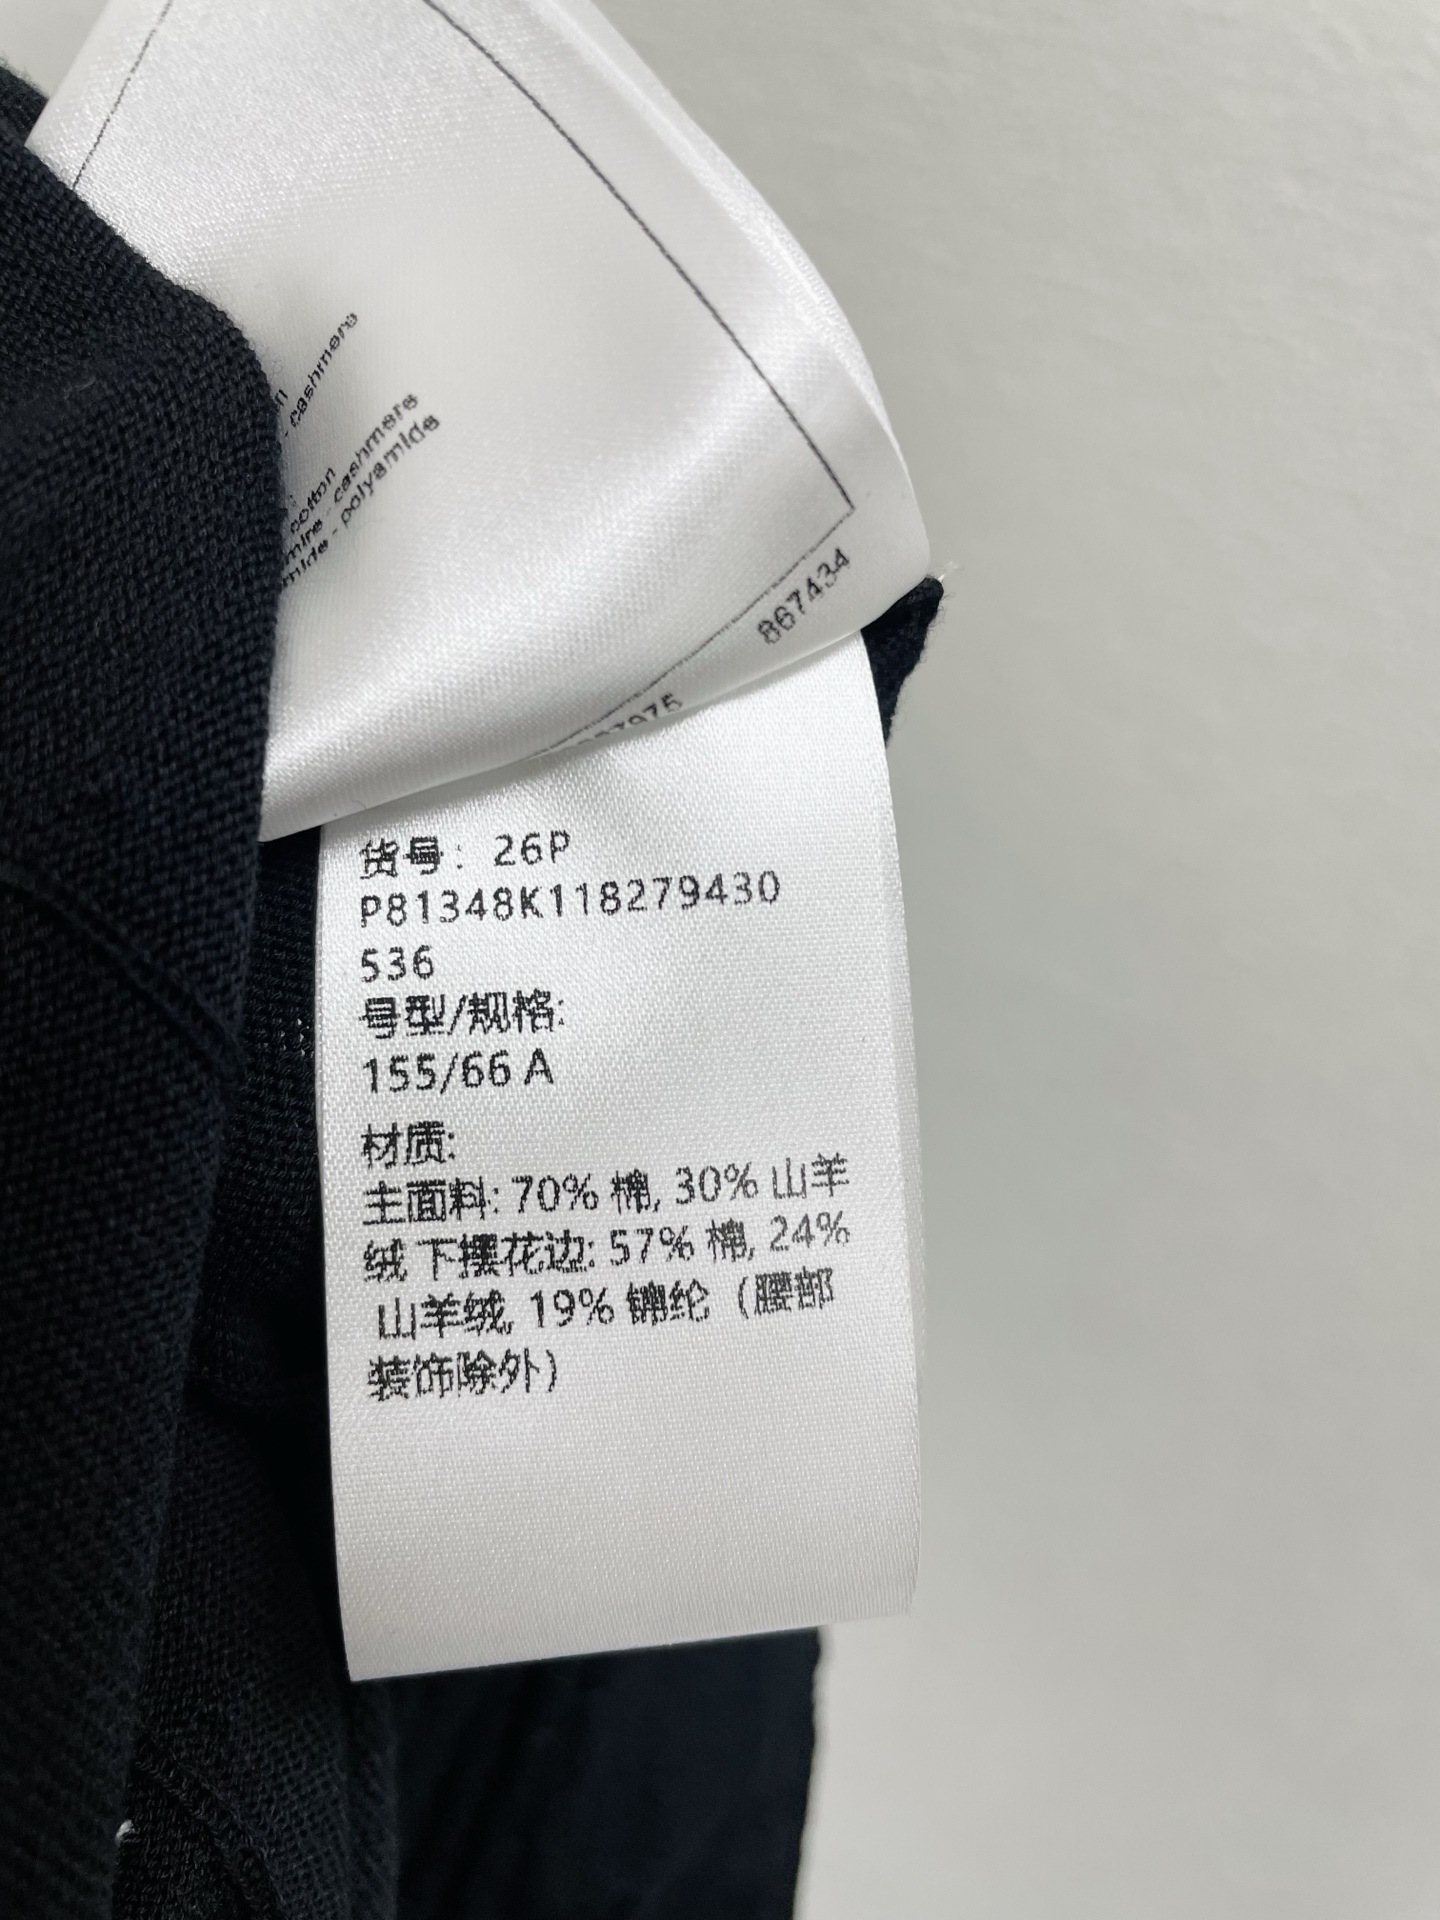 - cashmere
cotton
- cashmere
- polyamide
867434
7975
货号: 26P
P81348K118279430
536
号型/规格:
155/66 A
材质:
主面料: 70% 棉, 30% 山羊
绒 下摆花边: 57% 棉, 24%
山羊绒, 19% 锦纶 (腰部
装饰除外)